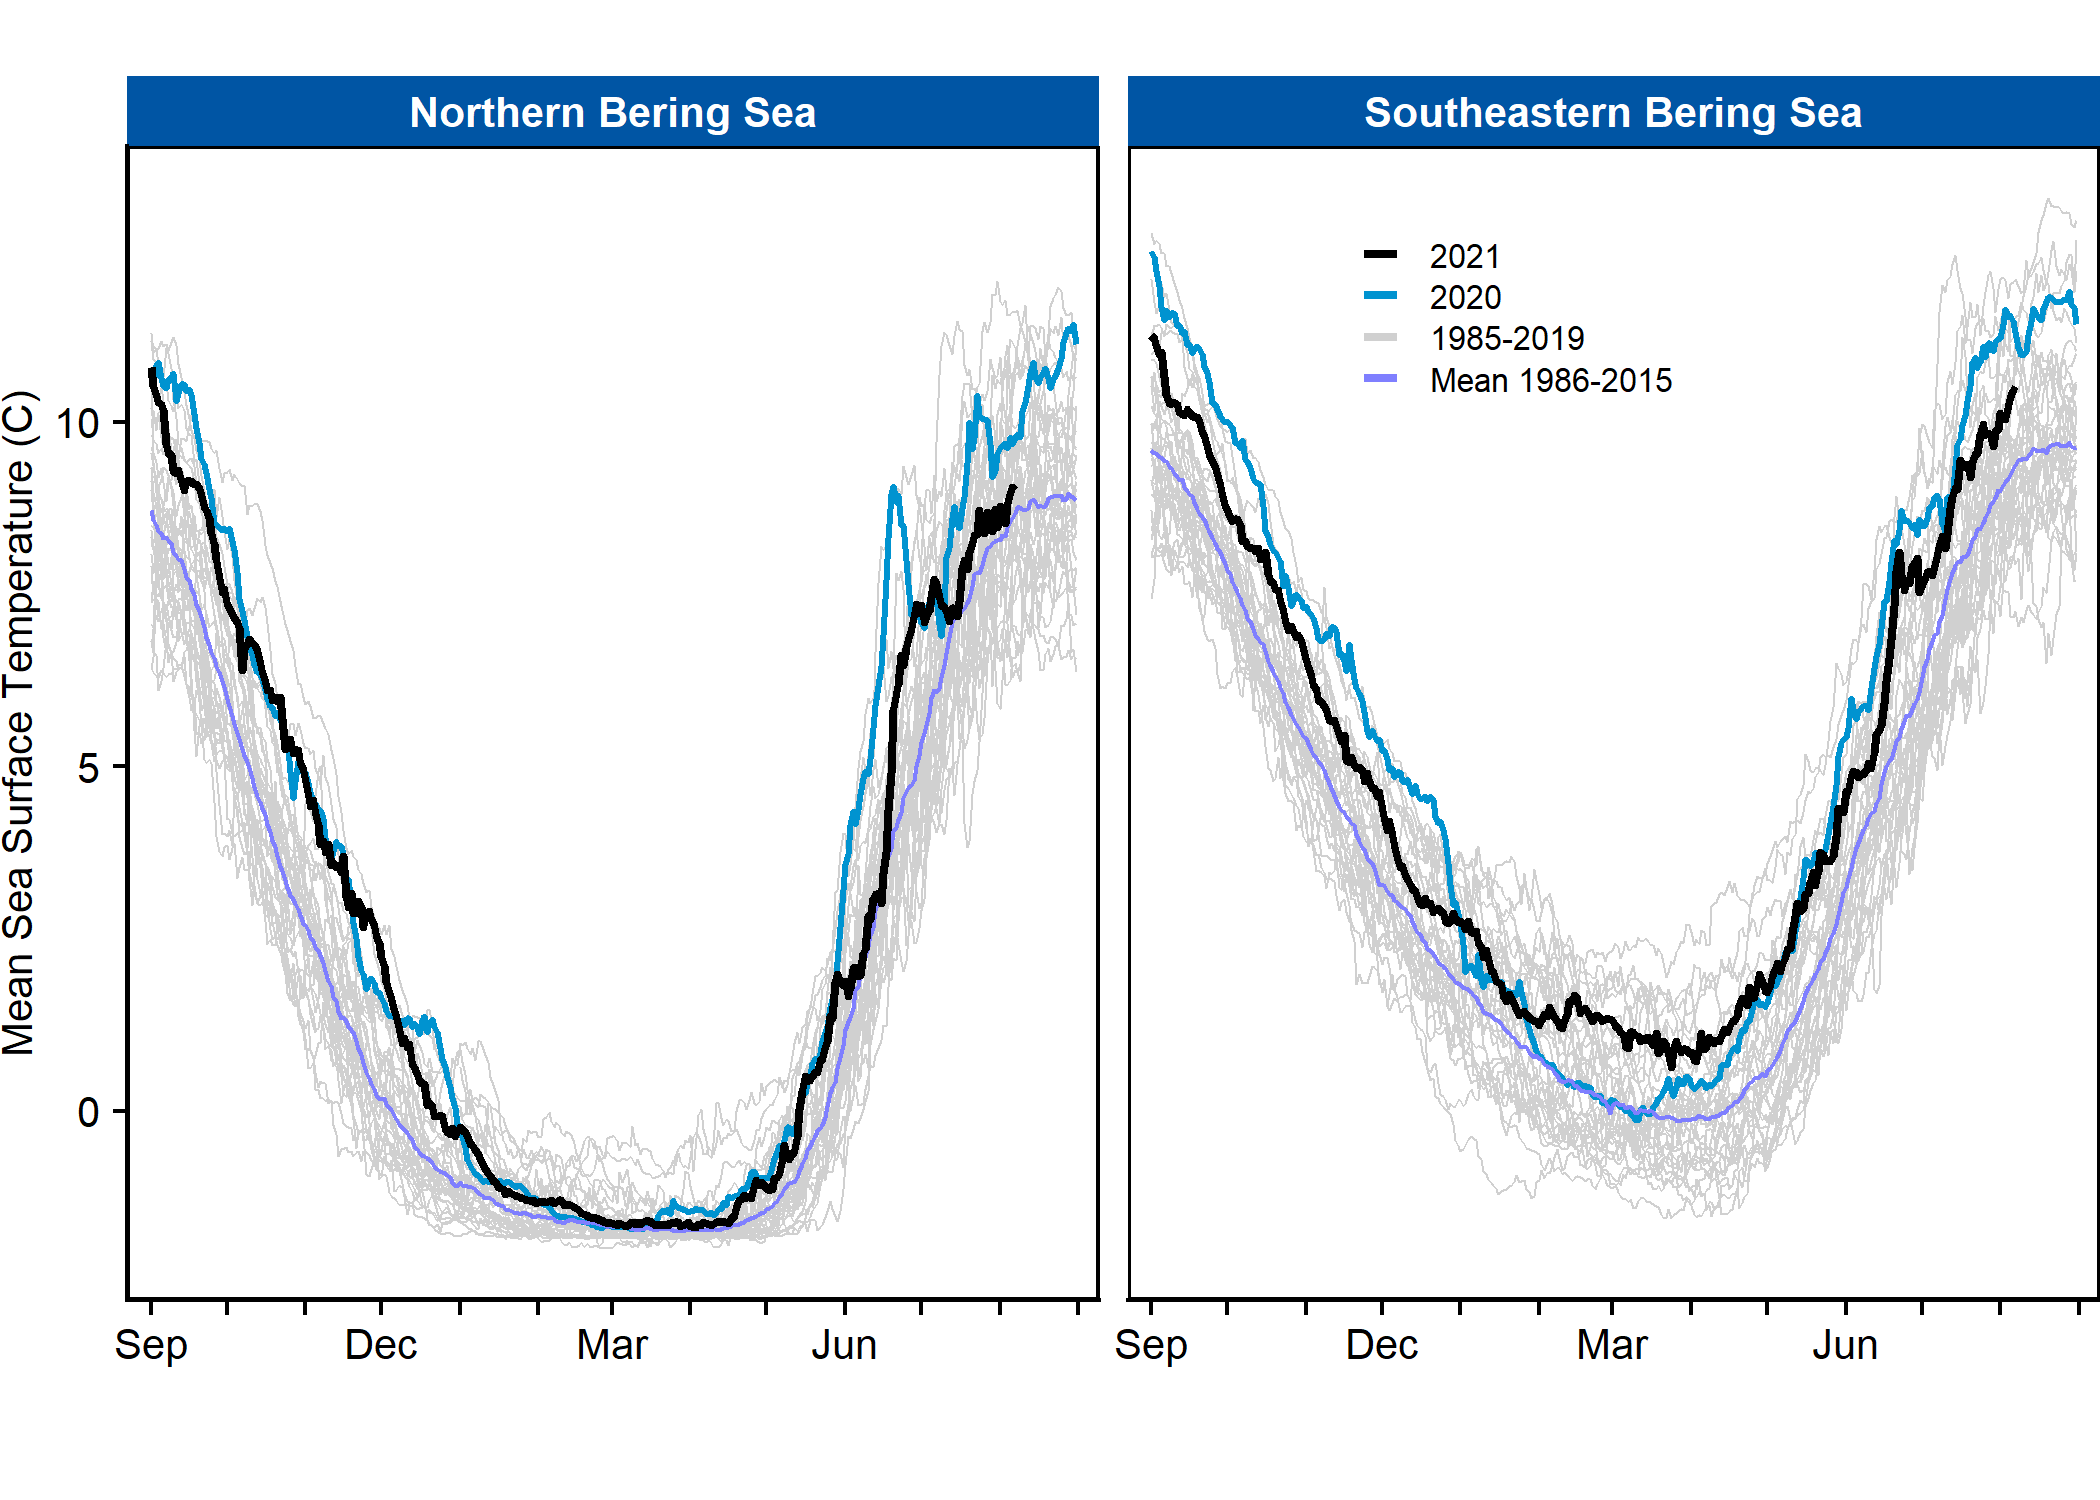 Northern Bering Sea
Southeastern Bering Sea
2021
2020
1985-2019
Mean 1986-2015
Mean Sea Surface Temperature (C)
10
5
0
Sep Dec Mar Jun
Sep Dec Mar Jun